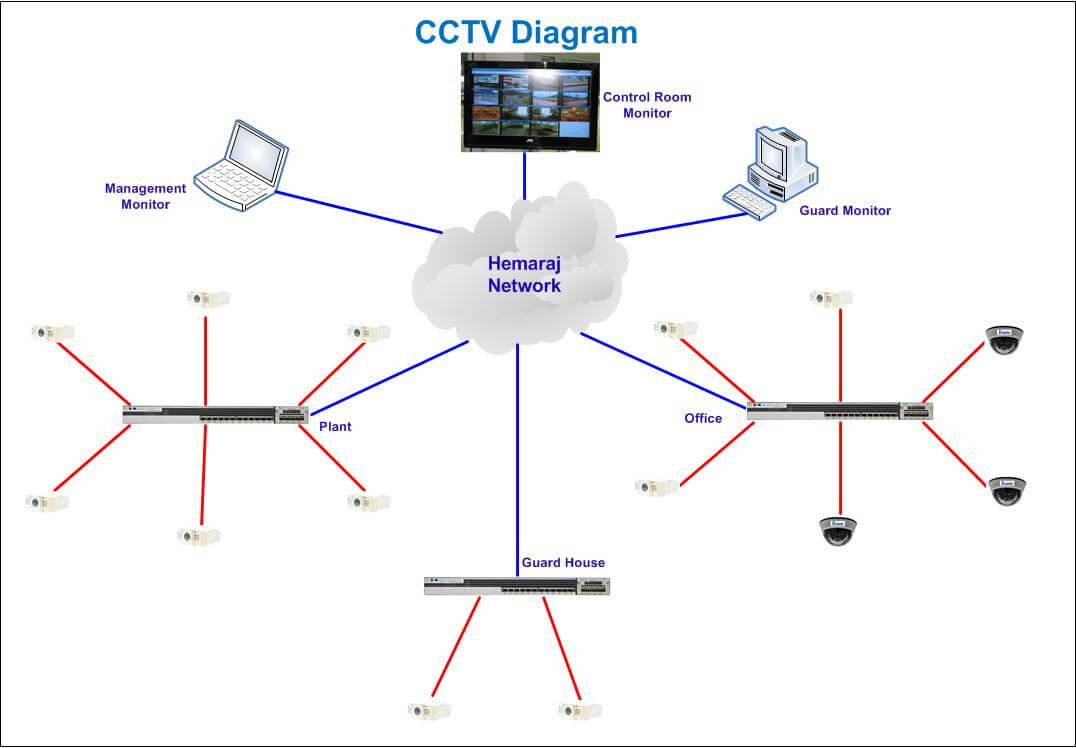 CCTV Diagram
Control Room
Monitor
Management
Monitor
Guard Monitor
Hemaraj
Network
Plant
Office
Guard House